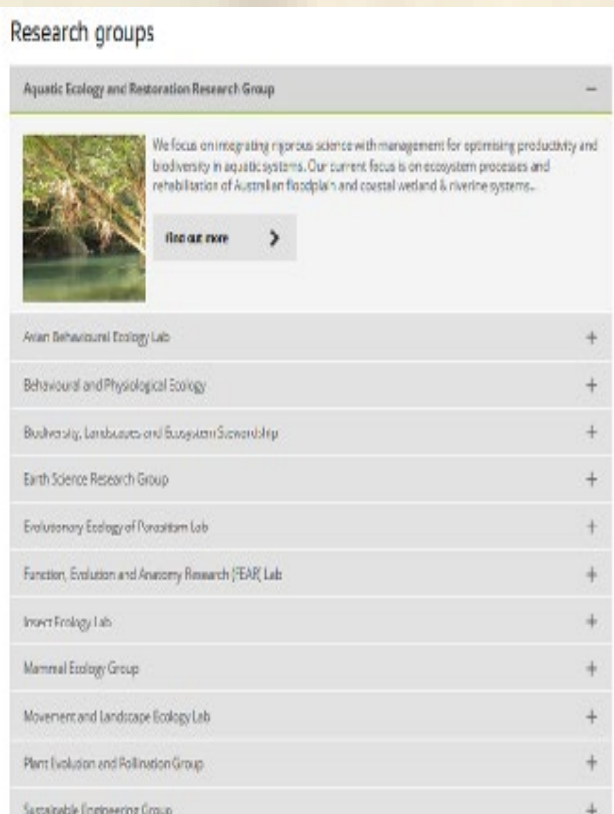 Research groups
Aquatic Ecology and Restoration Research Group
We focus on integrating rigorous science with management for optimising productivity and
biodiversity in aquatic systems. Our current focus is on ecosystem processes and
rehabilitation of Australian floodplain and coastal wetland & riverine systems...
Find out more
Avian Behavioural Ecology Lab
Behavioural and Physiological Ecology
Biodiversity, Landscapes and Ecosystem Stewardship
Earth Science Research Group
Evolutionary Ecology of Parasitism Lab
Function, Evolution and Anatomy Research (FEAR) Lab
Insect Ecology Lab
Mammal Ecology Group
Movement and Landscape Ecology Lab
Plant Evolution and Pollination Group
Sustainable Engineering Group